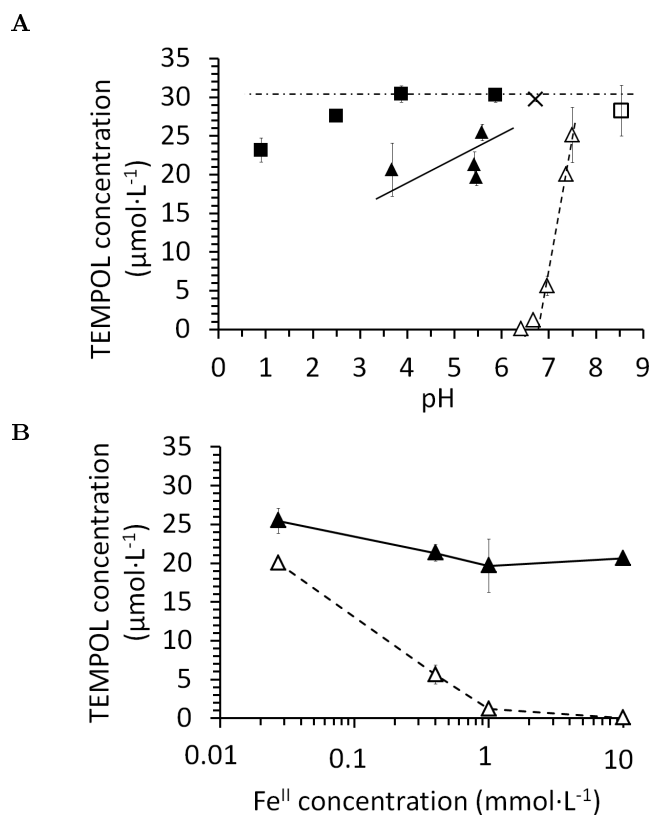 A
TEMPOL concentration
(μmol·L⁻¹)
35
30
25
20
15
10
5
0
0 1 2 3 4 5 6 7 8 9
pH
B
TEMPOL concentration
(μmol·L⁻¹)
35
30
25
20
15
10
5
0
0.01 0.1 1 10
Feᴵᴵ concentration (mmol·L⁻¹)